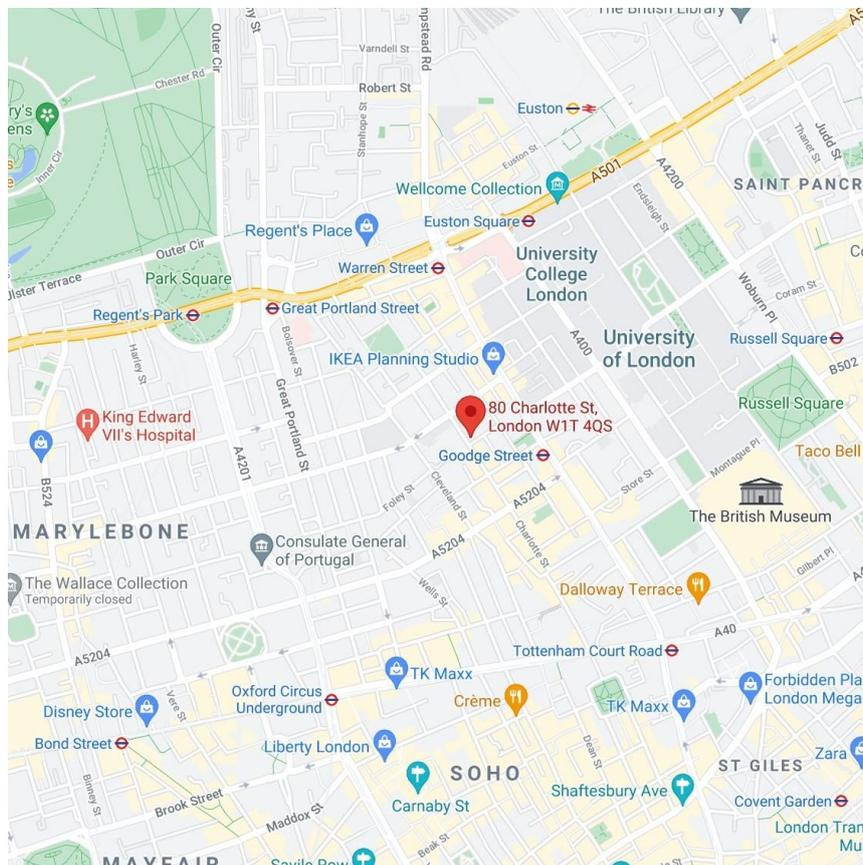 The British Library
Outer Cir
Varndell St
Chester Rd
Robert St
Stanhope St
Euston
Judd St
Thanet St
Inner Cir
Euston St
A501
A4200
Wellcome Collection
Endsleigh St
SAINT PANCR
Euston Square
Regent's Place
Outer Cir
University
College
London
Warren Street
Park Square
Ulster Terrace
Woburn Pl
Coram St
Regent's Park
Great Portland Street
A400
University
of London
Russell Square
Harley St
Bolsover St
IKEA Planning Studio
B502
Great Portland St
Russell Square
King Edward
VII's Hospital
80 Charlotte St,
London W1T 4QS
Goodge Street
Montague Pl
Taco Bell
A4201
B524
Foley St
Cleveland St
A5204
Store St
The British Museum
MARYLEBONE
Consulate General
of Portugal
A5204
Charlotte St
Gilbert Pl
The Wallace Collection
Temporarily closed
Wells St
Dalloway Terrace
A5204
A40
Tottenham Court Road
TK Maxx
Oxford Circus
Underground
Vere St
Crème
TK Maxx
Forbidden Pla
London Mega
Disney Store
Bond Street
Liberty London
Dean St
Zara
SOHO
ST GILES
Binney St
Brook Street
Carnaby St
Shaftesbury Ave
Covent Garden
Maddox St
London Tran
Mu
Beak St
MAYFAIR
Savile Row